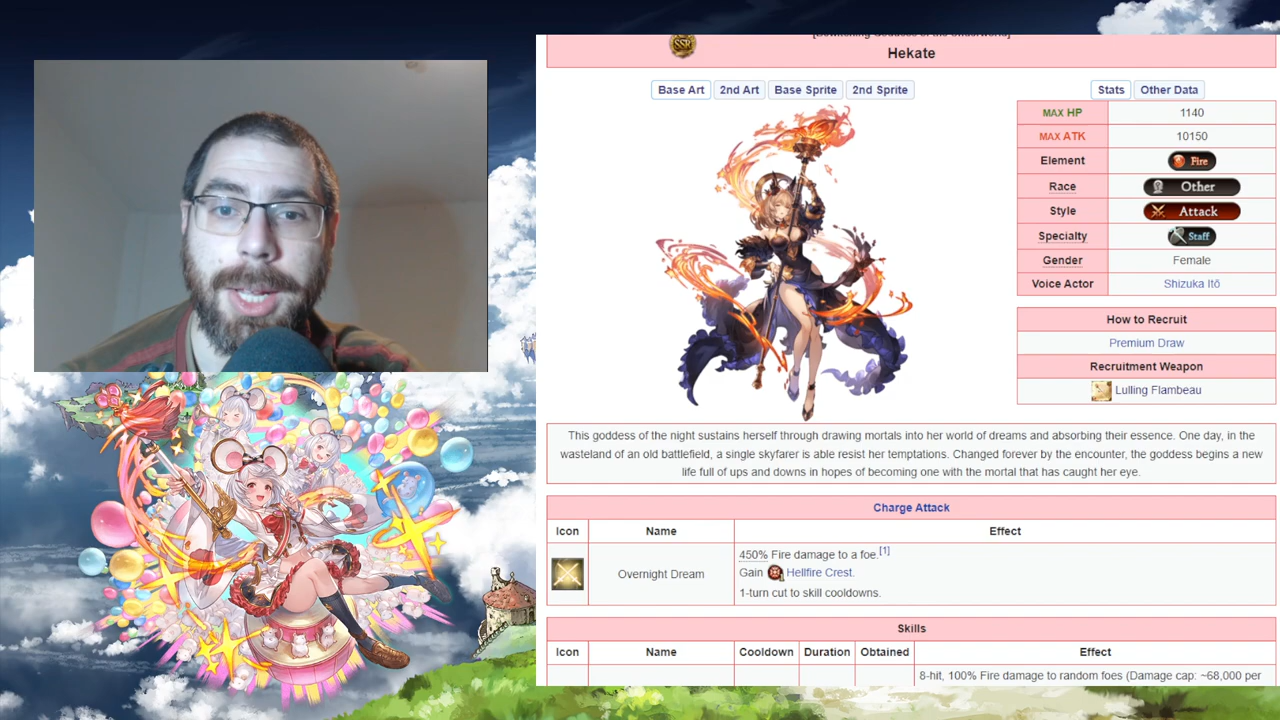 SSR
[Bewitching Goddess of the Underworld]
Hekate
Base Art 2nd Art Base Sprite 2nd Sprite
Stats Other Data
MAX HP 1140
MAX ATK 10150
Element Fire
Race Other
Style Attack
Specialty Staff
Gender Female
Voice Actor Shizuka Itō
How to Recruit
Premium Draw
Recruitment Weapon
Lulling Flambeau
This goddess of the night sustains herself through drawing mortals into her world of dreams and absorbing their essence. One day, in the
wasteland of an old battlefield, a single skyfarer is able resist her temptations. Changed forever by the encounter, the goddess begins a new
life full of ups and downs in hopes of becoming one with the mortal that has caught her eye.
Charge Attack
Icon Name Effect
Overnight Dream
450% Fire damage to a foe.[1]
Gain Hellfire Crest.
1-turn cut to skill cooldowns.
Skills
Icon Name Cooldown Duration Obtained Effect
8-hit, 100% Fire damage to random foes (Damage cap: ~68,000 per